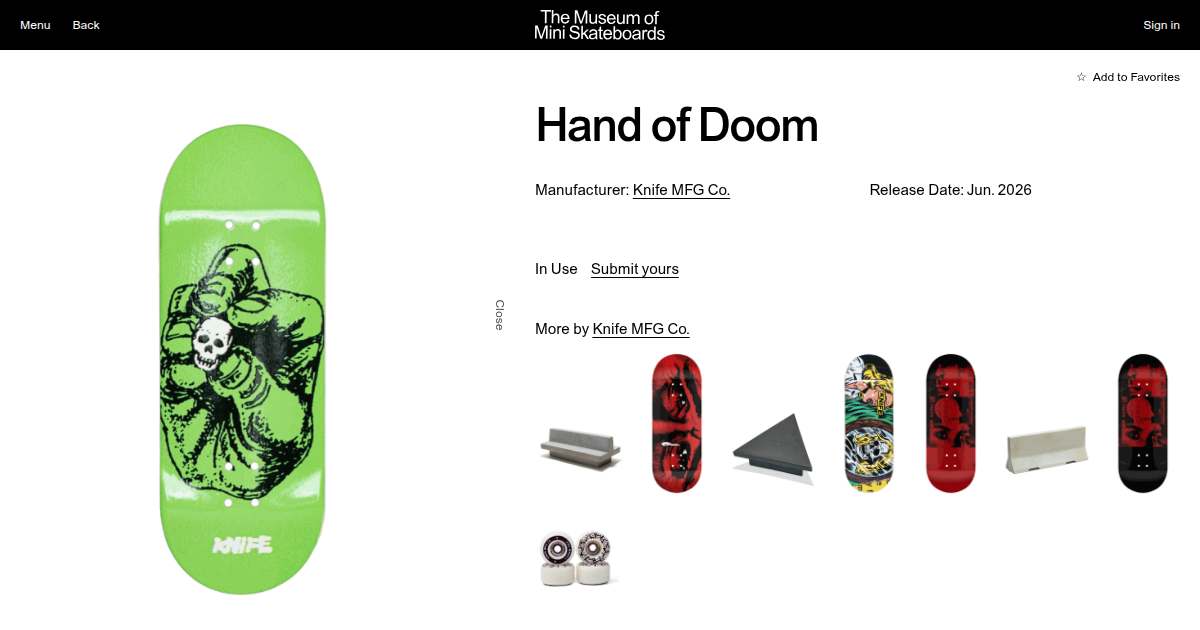 Menu
Back
The Museum of
Mini Skateboards
Sign in
☆ Add to Favorites
Hand of Doom
Manufacturer: Knife MFG Co.
Release Date: Jun. 2026
In Use
Submit yours
Close
More by Knife MFG Co.
KNIFE